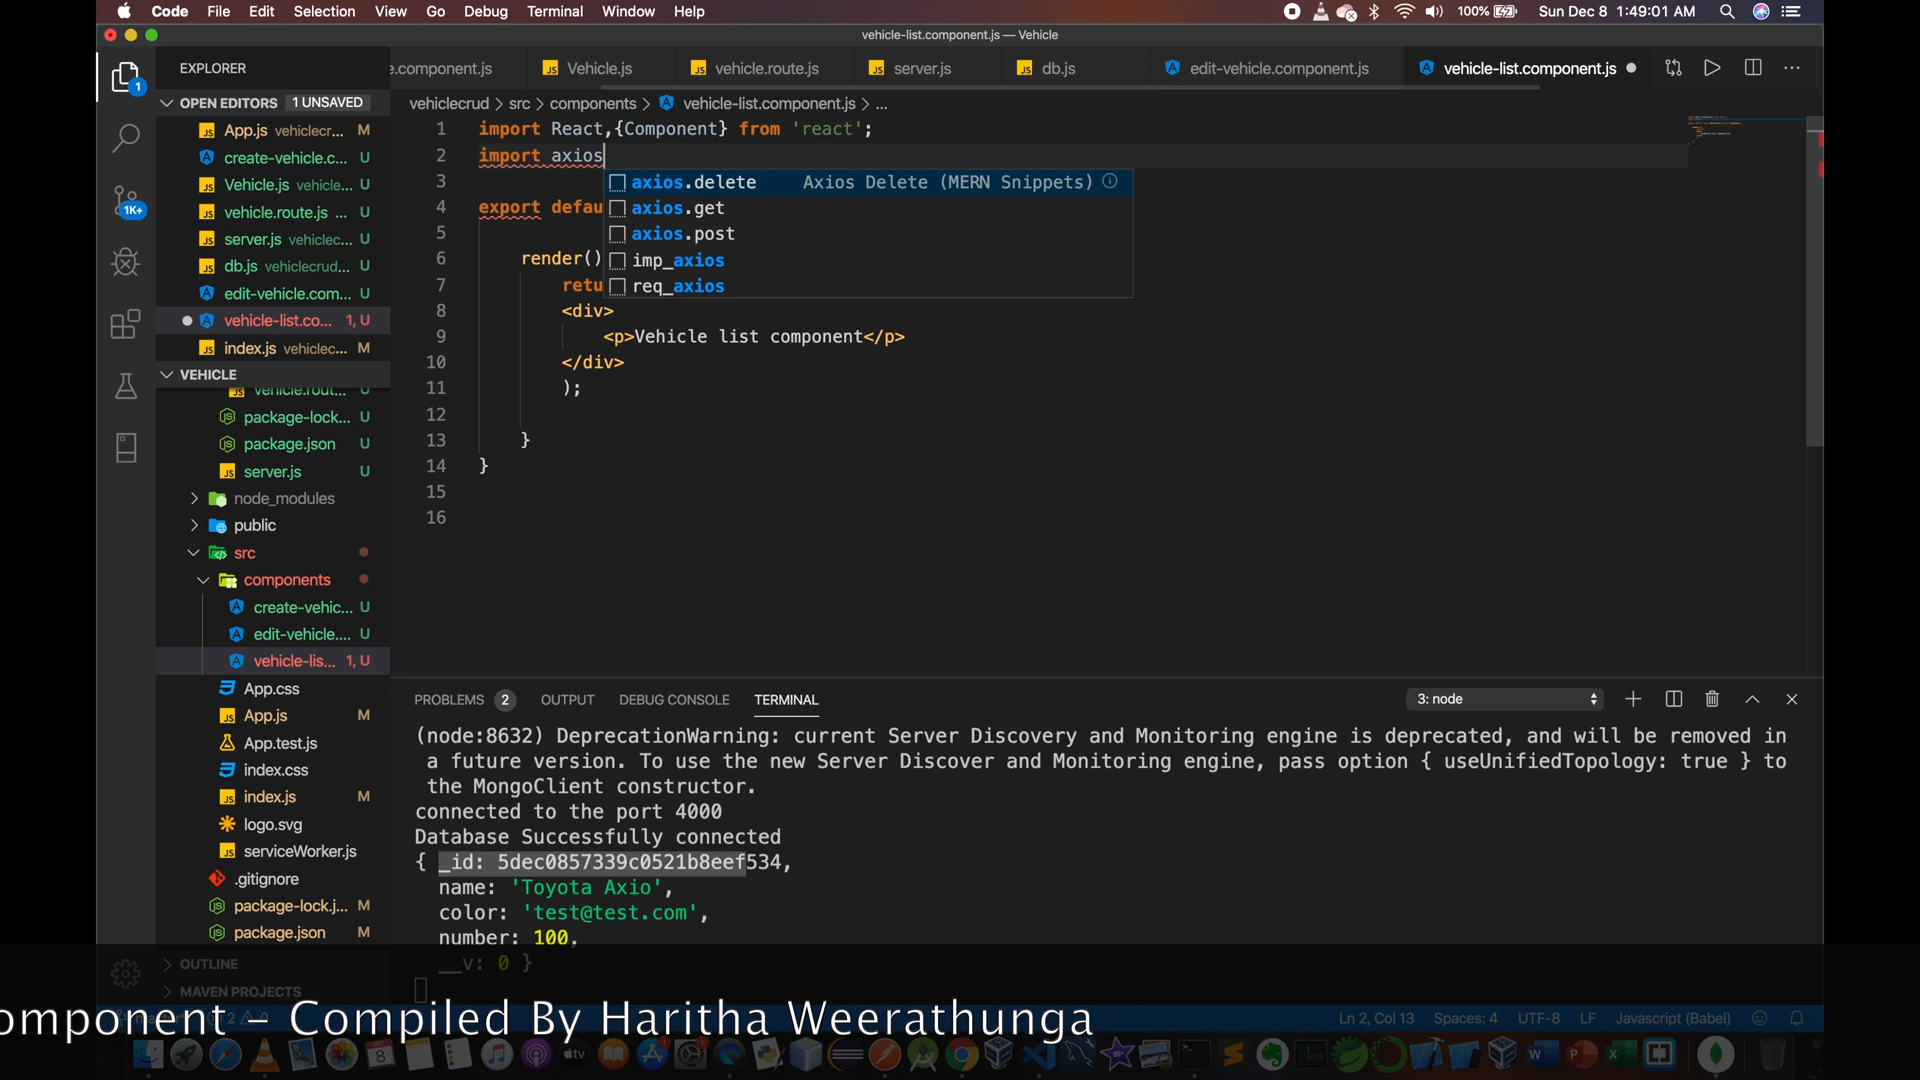 Code File Edit Selection View Go Debug Terminal Window Help 100% Sun Dec 8 1:49:01 AM
vehicle-list.component.js — Vehicle
EXPLORER
e.component.js Vehicle.js vehicle.route.js server.js db.js edit-vehicle.component.js vehicle-list.component.js
1
OPEN EDITORS 1 UNSAVED
App.js vehiclecr... M
create-vehicle.c... U
Vehicle.js vehicle... U
vehicle.route.js ... U
1K+
server.js vehiclec... U
db.js vehiclecrud... U
edit-vehicle.com... U
vehicle-list.co... 1, U
index.js vehiclec... M
VEHICLE
vehicle.rout... U
package-lock... U
package.json U
server.js U
node_modules
public
src
components
create-vehic... U
edit-vehicle.... U
vehicle-lis... 1, U
App.css
App.js M
App.test.js
index.css
index.js M
logo.svg
serviceWorker.js
.gitignore
package-lock.j... M
package.json M
OUTLINE
MAVEN PROJECTS
vehiclecrud > src > components > vehicle-list.component.js > ...
1 import React,{Component} from 'react';
2 import axios
3
4 export defau
5
6 render()
7 retu
8 <div>
9 <p>Vehicle list component</p>
10 </div>
11 );
12
13 }
14 }
15
16
axios.delete Axios Delete (MERN Snippets)
axios.get
axios.post
imp_axios
req_axios
PROBLEMS 2 OUTPUT DEBUG CONSOLE TERMINAL 3: node
(node:8632) DeprecationWarning: current Server Discovery and Monitoring engine is deprecated, and will be removed in
a future version. To use the new Server Discover and Monitoring engine, pass option { useUnifiedTopology: true } to
the MongoClient constructor.
connected to the port 4000
Database Successfully connected
{ _id: 5dec0857339c0521b8eef534,
name: 'Toyota Axio',
color: 'test@test.com',
number: 100,
__v: 0 }
omponent – Compiled By Haritha Weerathunga
2 0
Ln 2, Col 13 Spaces: 4 UTF-8 LF Javascript (Babel)